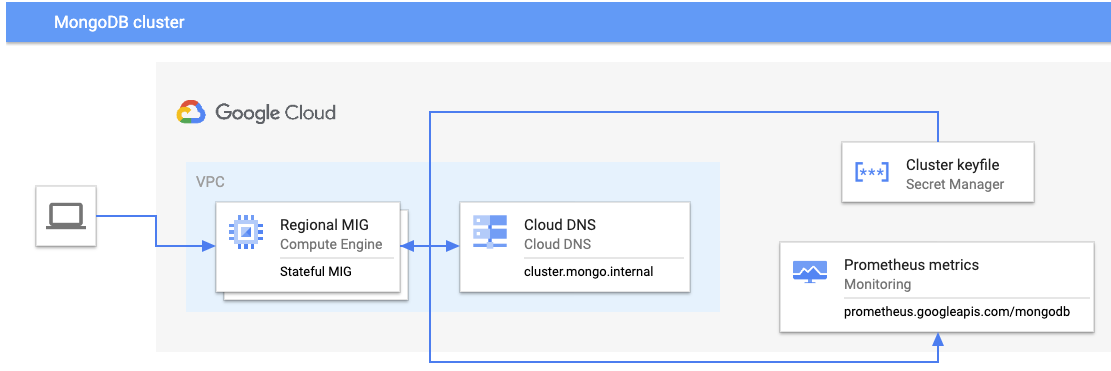 MongoDB cluster
Google Cloud
VPC
Regional MIG
Compute Engine
Stateful MIG
Cloud DNS
Cloud DNS
cluster.mongo.internal
[***]
Cluster keyfile
Secret Manager
Prometheus metrics
Monitoring
prometheus.googleapis.com/mongodb